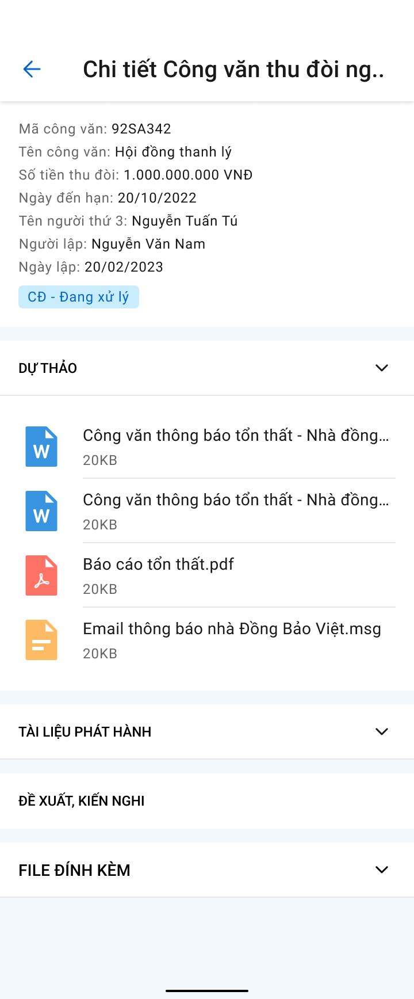 Chi tiết Công văn thu đòi ng..
Mã công văn: 92SA342
Tên công văn: Hội đồng thanh lý
Số tiền thu đòi: 1.000.000.000 VNĐ
Ngày đến hạn: 20/10/2022
Tên người thứ 3: Nguyễn Tuấn Tú
Người lập: Nguyễn Văn Nam
Ngày lập: 20/02/2023
CĐ - Đang xử lý
DỰ THẢO
W
Công văn thông báo tổn thất - Nhà đồng...
20KB
W
Công văn thông báo tổn thất - Nhà đồng...
20KB
Báo cáo tổn thất.pdf
20KB
Email thông báo nhà Đồng Bảo Việt.msg
20KB
TÀI LIỆU PHÁT HÀNH
ĐỀ XUẤT, KIẾN NGHI
FILE ĐÍNH KÈM